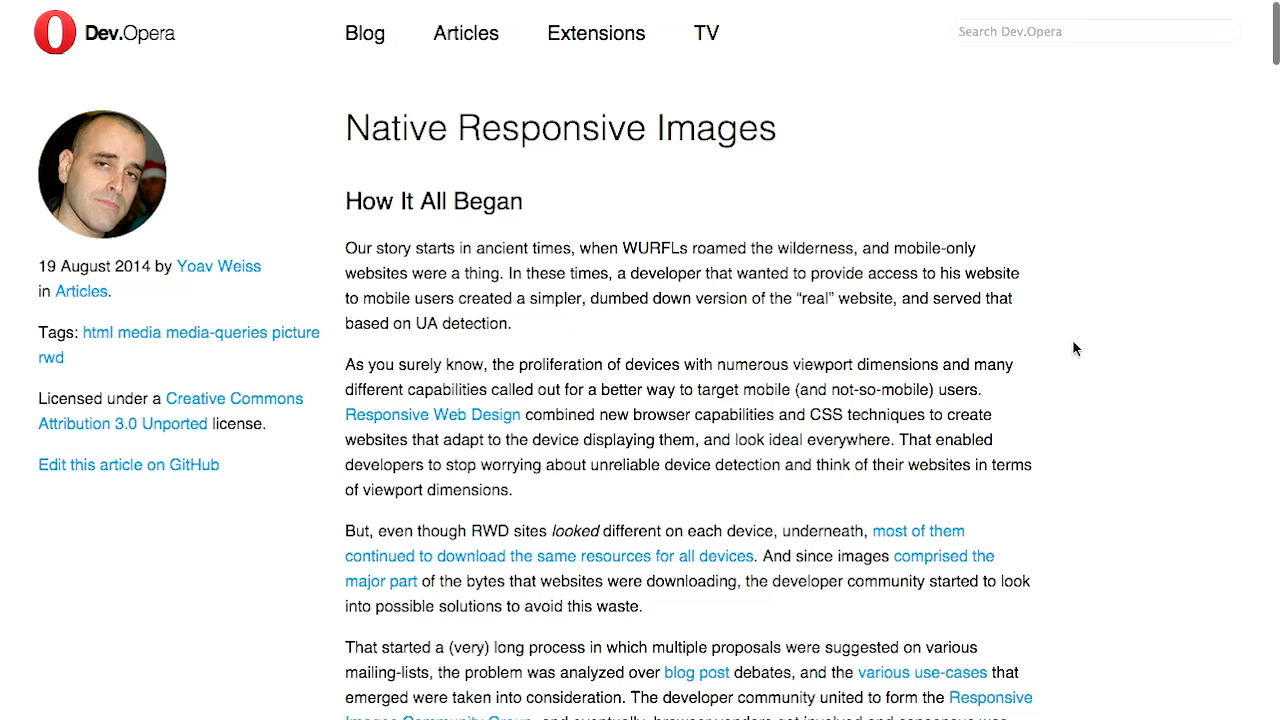 Dev.Opera
Blog
Articles
Extensions
TV
Search Dev.Opera
19 August 2014 by Yoav Weiss
in Articles.
Tags: html media media-queries picture
rwd
Licensed under a Creative Commons
Attribution 3.0 Unported license.
Edit this article on GitHub
Native Responsive Images
How It All Began
Our story starts in ancient times, when WURFLs roamed the wilderness, and mobile-only
websites were a thing. In these times, a developer that wanted to provide access to his website
to mobile users created a simpler, dumbed down version of the “real” website, and served that
based on UA detection.
As you surely know, the proliferation of devices with numerous viewport dimensions and many
different capabilities called out for a better way to target mobile (and not-so-mobile) users.
Responsive Web Design combined new browser capabilities and CSS techniques to create
websites that adapt to the device displaying them, and look ideal everywhere. That enabled
developers to stop worrying about unreliable device detection and think of their websites in terms
of viewport dimensions.
But, even though RWD sites looked different on each device, underneath, most of them
continued to download the same resources for all devices. And since images comprised the
major part of the bytes that websites were downloading, the developer community started to look
into possible solutions to avoid this waste.
That started a (very) long process in which multiple proposals were suggested on various
mailing-lists, the problem was analyzed over blog post debates, and the various use-cases that
emerged were taken into consideration. The developer community united to form the Responsive